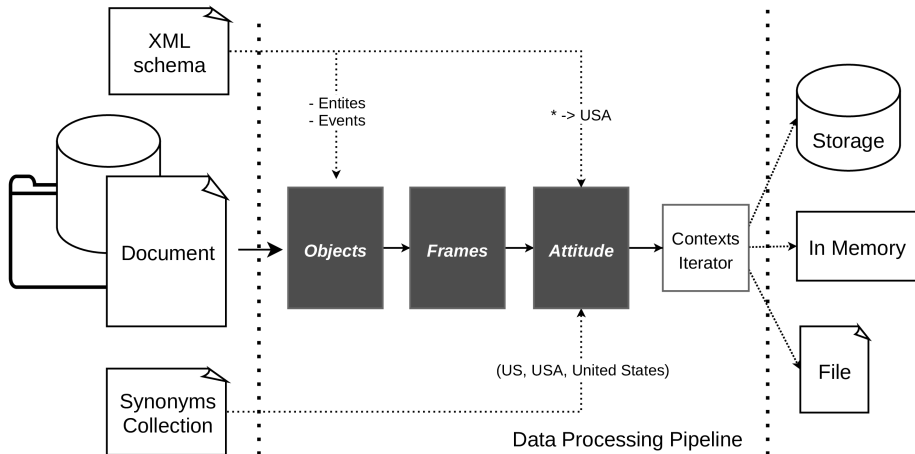 XML
schema
- Entites
- Events
* -> USA
Storage
Document
Objects
Frames
Attitude
Contexts
Iterator
In Memory
(US, USA, United States)
File
Synonyms
Collection
Data Processing Pipeline